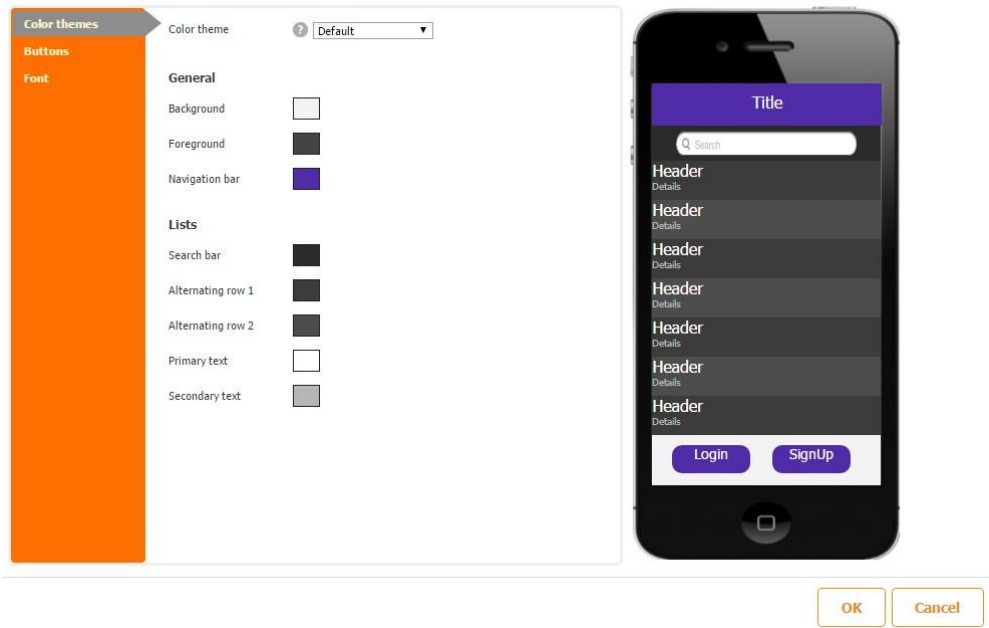 Color themes
Buttons
Font
Color theme ? Default
General
Background
Foreground
Navigation bar
Lists
Search bar
Alternating row 1
Alternating row 2
Primary text
Secondary text
Title
Search
Header
Details
Header
Details
Header
Details
Header
Details
Header
Details
Header
Details
Header
Details
Login SignUp
OK Cancel